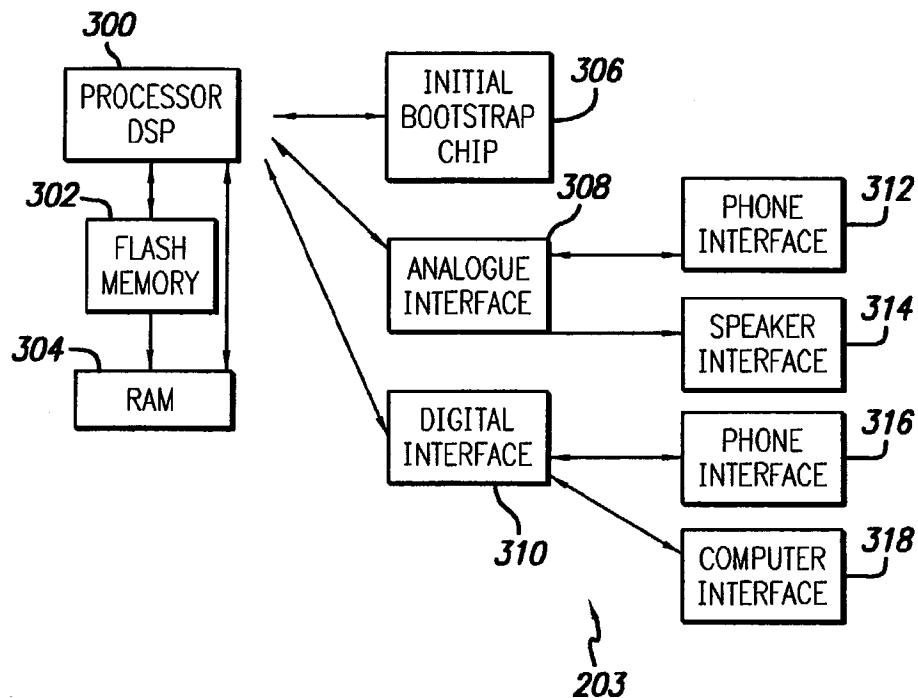 300
PROCESSOR
DSP
302
FLASH
MEMORY
304
RAM
INITIAL
BOOTSTRAP
CHIP
306
308
ANALOGUE
INTERFACE
DIGITAL
INTERFACE
310
PHONE
INTERFACE
312
SPEAKER
INTERFACE
314
PHONE
INTERFACE
316
COMPUTER
INTERFACE
318
203